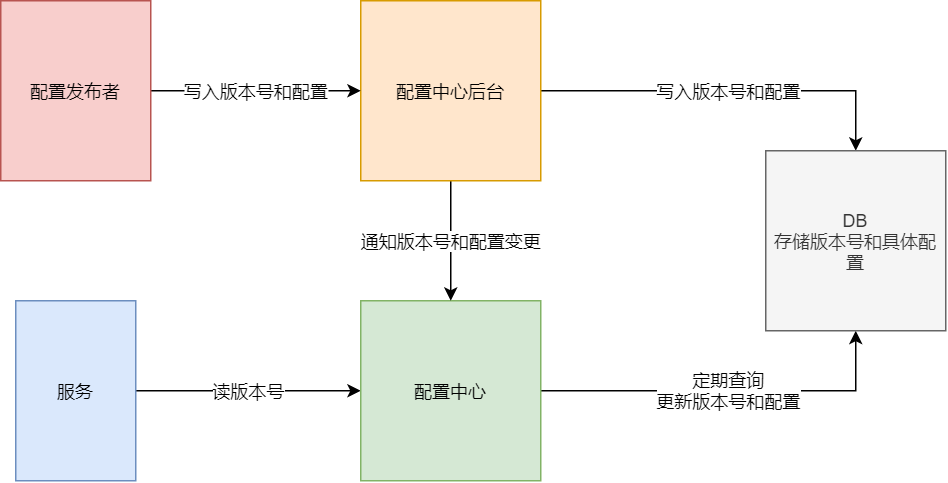 配置发布者
写入版本号和配置
配置中心后台
写入版本号和配置
DB
存储版本号和具体配
置
通知版本号和配置变更
服务
读版本号
配置中心
定期查询
更新版本号和配置